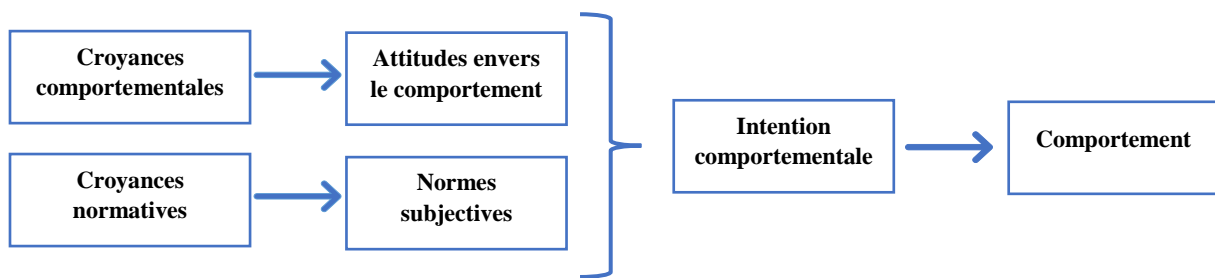 Croyances
comportementales
Attitudes envers
le comportement
Croyances
normatives
Normes
subjectives
Intention
comportementale
Comportement